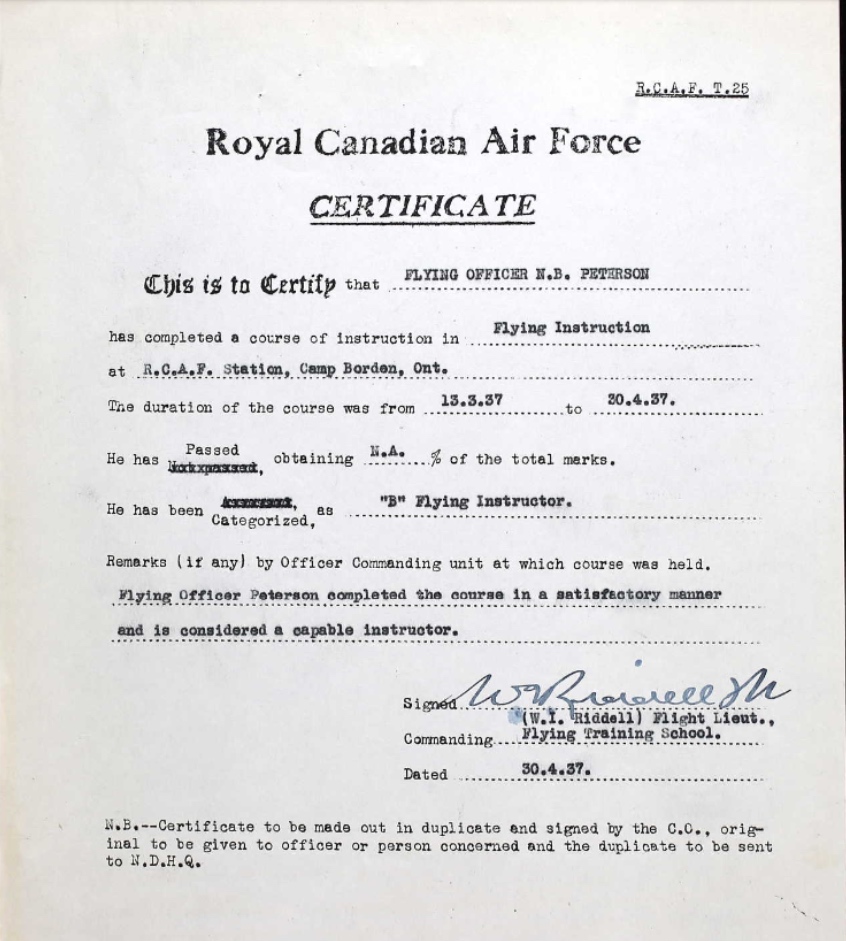 R.C.A.F. T.25
Royal Canadian Air Force
CERTIFICATE
This is to Certify that FLYING OFFICER N.B. PETERSON
has completed a course of instruction in Flying Instruction
at R.C.A.F. Station, Camp Borden, Ont.
The duration of the course was from 13.3.37 to 20.4.37.
He has Passed, obtaining N.A. % of the total marks.
He has been Categorized, as "B" Flying Instructor.
Remarks (if any) by Officer Commanding unit at which course was held.
Flying Officer Peterson completed the course in a satisfactory manner
and is considered a capable instructor.
Signed W I Riddell F/Lt
(W.I. Riddell) Flight Lieut.,
Commanding Flying Training School.
Dated 30.4.37.
N.B.--Certificate to be made out in duplicate and signed by the C.O., orig-
inal to be given to officer or person concerned and the duplicate to be sent
to N.D.H.Q.